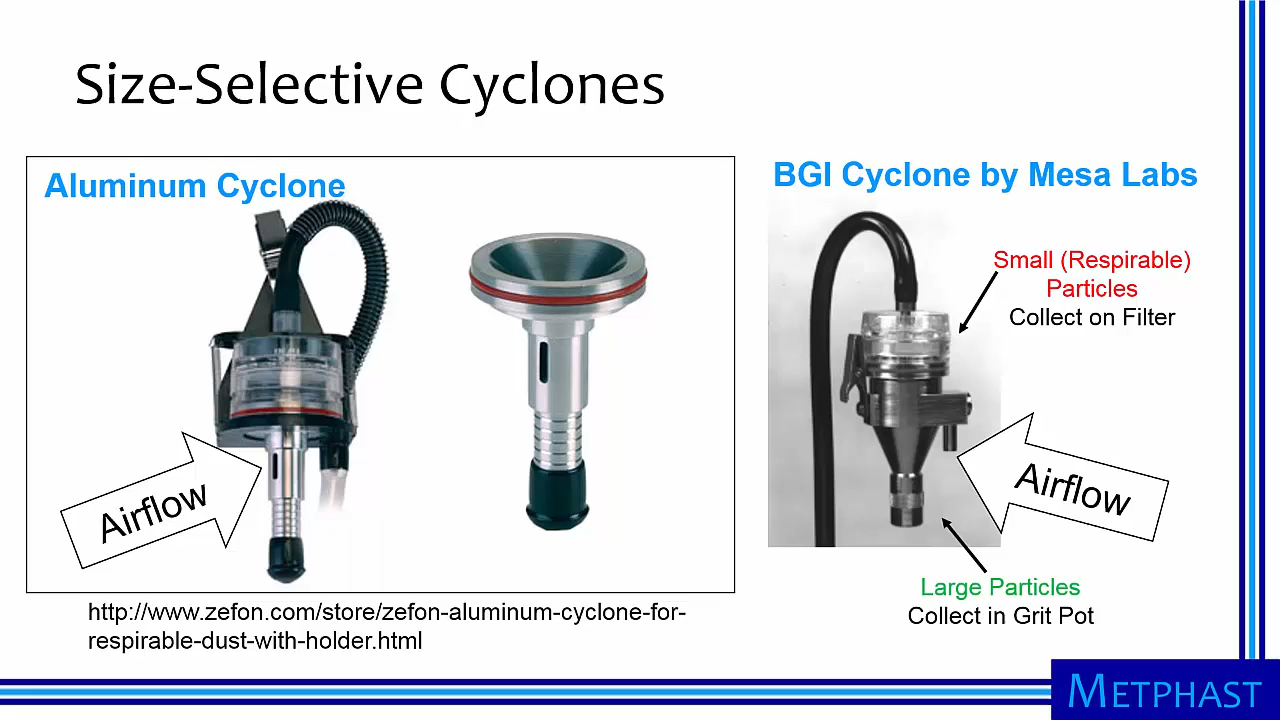 Size-Selective Cyclones
Aluminum Cyclone
Airflow
http://www.zefon.com/store/zefon-aluminum-cyclone-for-
respirable-dust-with-holder.html
BGI Cyclone by Mesa Labs
Small (Respirable)
Particles
Collect on Filter
Airflow
Large Particles
Collect in Grit Pot
METPHAST